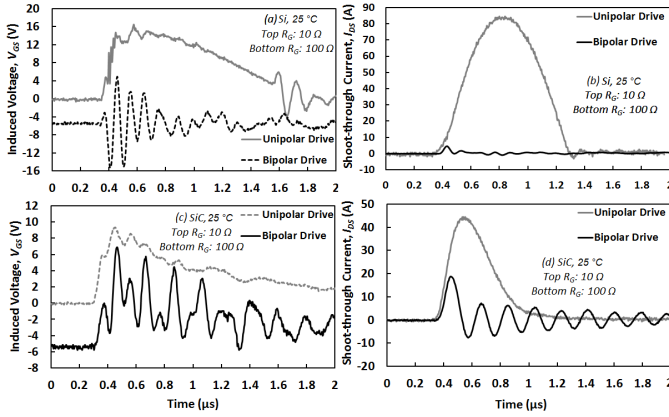 Induced Voltage, VGS
20
16
12
8
4
0
-4
-8
-12
-16
(a) Si, 25 °C
Top RG: 10 Ω
Bottom RG: 100 Ω
Unipolar Drive
Bipolar Drive
0 0.2 0.4 0.6 0.8 1 1.2 1.4 1.6 1.8 2
Shoot-through Current, IDS (A)
90
80
70
60
50
40
30
20
10
0
-10
Unipolar Drive
Bipolar Drive
(b) Si, 25 °C
Top RG: 10 Ω
Bottom RG: 100 Ω
0 0.2 0.4 0.6 0.8 1 1.2 1.4 1.6 1.8 2
Induced Voltage, VGS
12
10
8
6
4
2
0
-2
-4
-6
-8
(c) SiC, 25 °C
Top RG: 10 Ω
Bottom RG: 100 Ω
Unipolar Drive
Bipolar Drive
0 0.2 0.4 0.6 0.8 1 1.2 1.4 1.6 1.8 2
Time (µs)
Shoot-through Current, IDS (A)
50
40
30
20
10
0
-10
-20
Unipolar Drive
Bipolar Drive
(d) SiC, 25 °C
Top RG: 10 Ω
Bottom RG: 100 Ω
0 0.2 0.4 0.6 0.8 1 1.2 1.4 1.6 1.8 2
Time (µs)